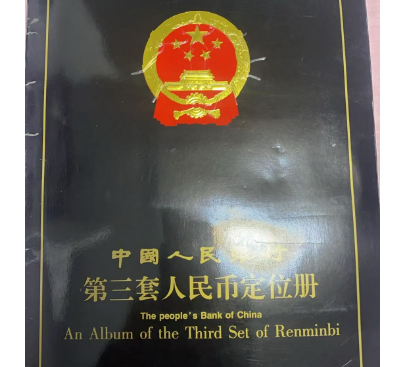 中國人民
第三套人民币定位册
The people's Bank of China
An Album of the Third Set of Renminbi